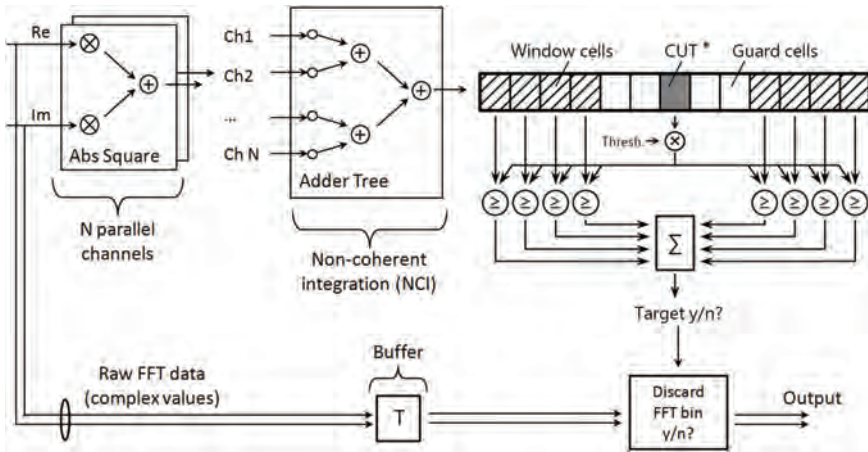 Re
Im
Abs Square
N parallel
channels
Ch1
Ch2
...
Ch N
Adder Tree
Non-coherent
integration (NCI)
Window cells
CUT *
Guard cells
Thresh.
≥ ≥ ≥ ≥ ≥ ≥ ≥ ≥
Σ
Target y/n?
Raw FFT data
(complex values)
Buffer
T
Discard
FFT bin
y/n?
Output